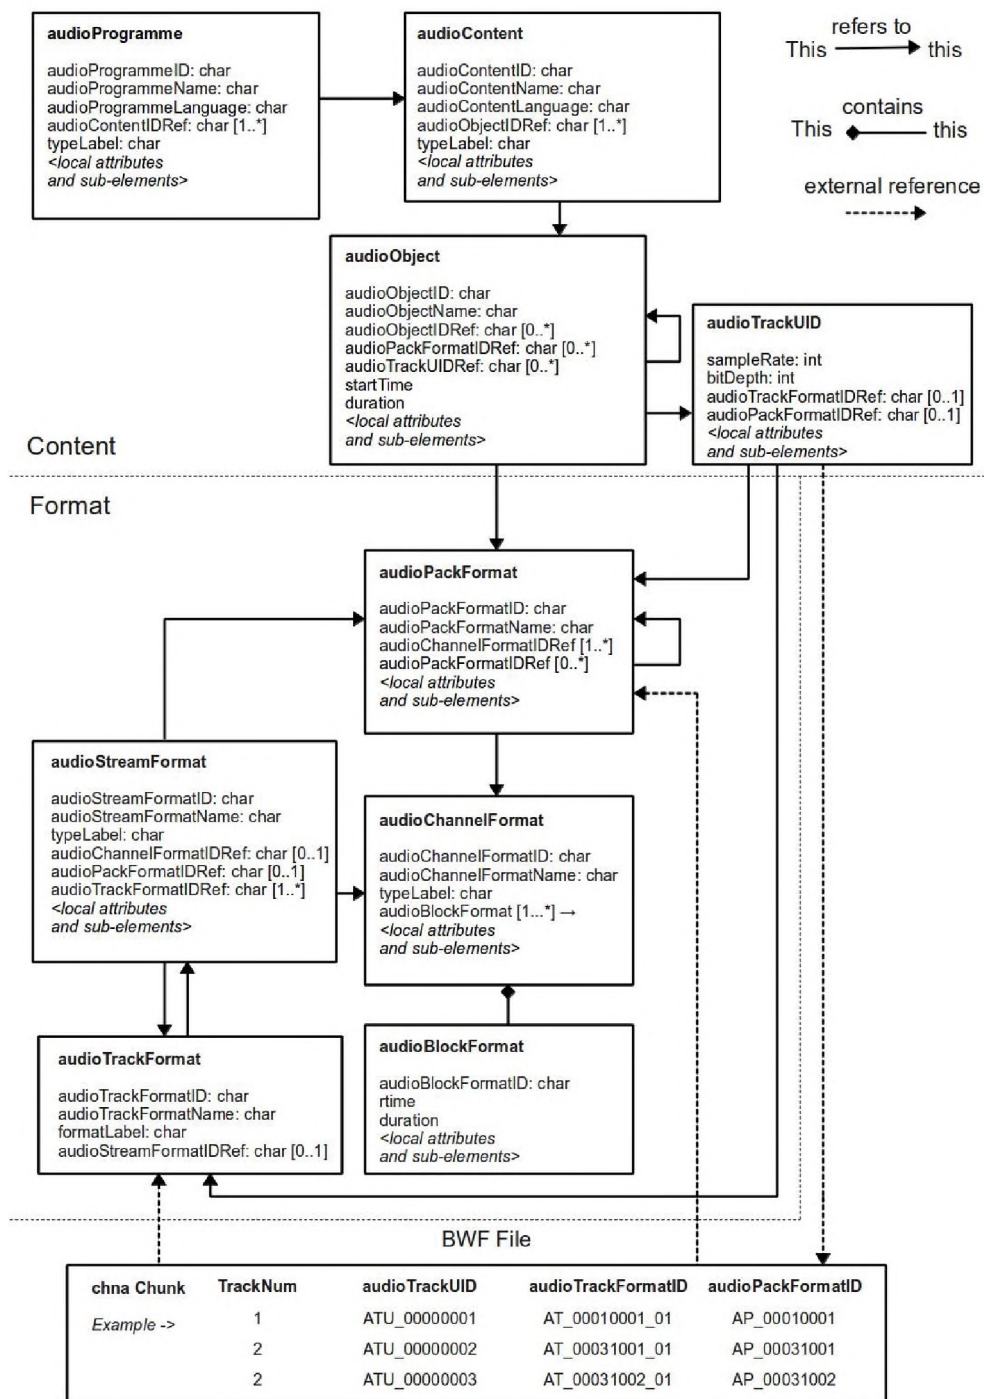 audioProgramme
audioProgrammeID: char
audioProgrammeName: char
audioProgrammeLanguage: char
audioContentIDRef: char [1..*]
typeLabel: char
<local attributes
and sub-elements>
audioContent
audioContentID: char
audioContentName: char
audioContentLanguage: char
audioObjectIDRef: char [1..*]
typeLabel: char
<local attributes
and sub-elements>
refers to
This this
contains
This this
external reference
audioObject
audioObjectID: char
audioObjectName: char
audioObjectIDRef: char [0..*]
audioPackFormatIDRef: char [0..*]
audioTrackUIDRef: char [0..*]
startTime
duration
<local attributes
and sub-elements>
audioTrackUID
sampleRate: int
bitDepth: int
audioTrackFormatIDRef: char [0..1]
audioPackFormatIDRef: char [0..1]
<local attributes
and sub-elements>
Content
Format
audioPackFormat
audioPackFormatID: char
audioPackFormatName: char
audioChannelFormatIDRef [1..*]
audioPackFormatIDRef [0..*]
<local attributes
and sub-elements>
audioStreamFormat
audioStreamFormatID: char
audioStreamFormatName: char
typeLabel: char
audioChannelFormatIDRef: char [0..1]
audioPackFormatIDRef: char [0..1]
audioTrackFormatIDRef: char [1..*]
<local attributes
and sub-elements>
audioChannelFormat
audioChannelFormatID: char
audioChannelFormatName: char
typeLabel: char
audioBlockFormat [1...*] →
<local attributes
and sub-elements>
audioTrackFormat
audioTrackFormatID: char
audioTrackFormatName: char
formatLabel: char
audioStreamFormatIDRef: char [0..1]
audioBlockFormat
audioBlockFormatID: char
rtime
duration
<local attributes
and sub-elements>
BWF File
chna Chunk TrackNum audioTrackUID audioTrackFormatID audioPackFormatID
Example -> 1 ATU_00000001 AT_00010001_01 AP_00010001
2 ATU_00000002 AT_00031001_01 AP_00031001
2 ATU_00000003 AT_00031002_01 AP_00031002